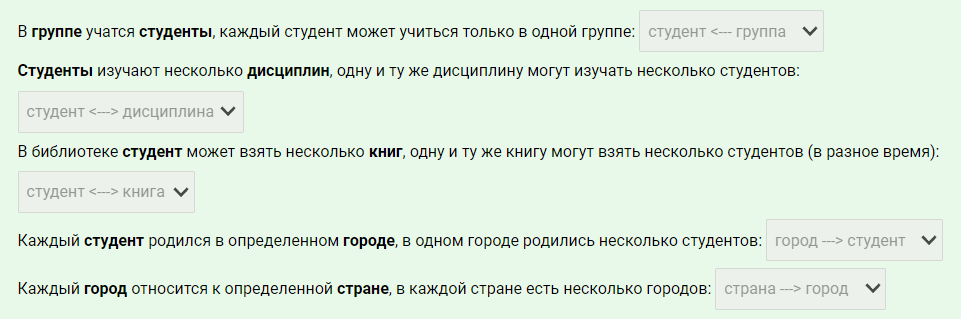 В группе учатся студенты, каждый студент может учиться только в одной группе: студент <--- группа
Студенты изучают несколько дисциплин, одну и ту же дисциплину могут изучать несколько студентов:
студент <---> дисциплина
В библиотеке студент может взять несколько книг, одну и ту же книгу могут взять несколько студентов (в разное время):
студент <---> книга
Каждый студент родился в определенном городе, в одном городе родились несколько студентов: город ---> студент
Каждый город относится к определенной стране, в каждой стране есть несколько городов: страна ---> город